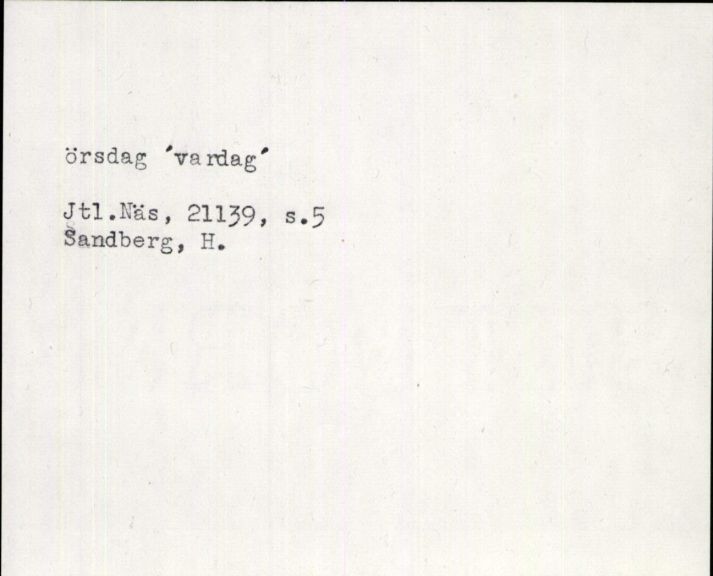 örsdag 'vardag'
Jtl.Näs, 21139, s.5
Sandberg, H.